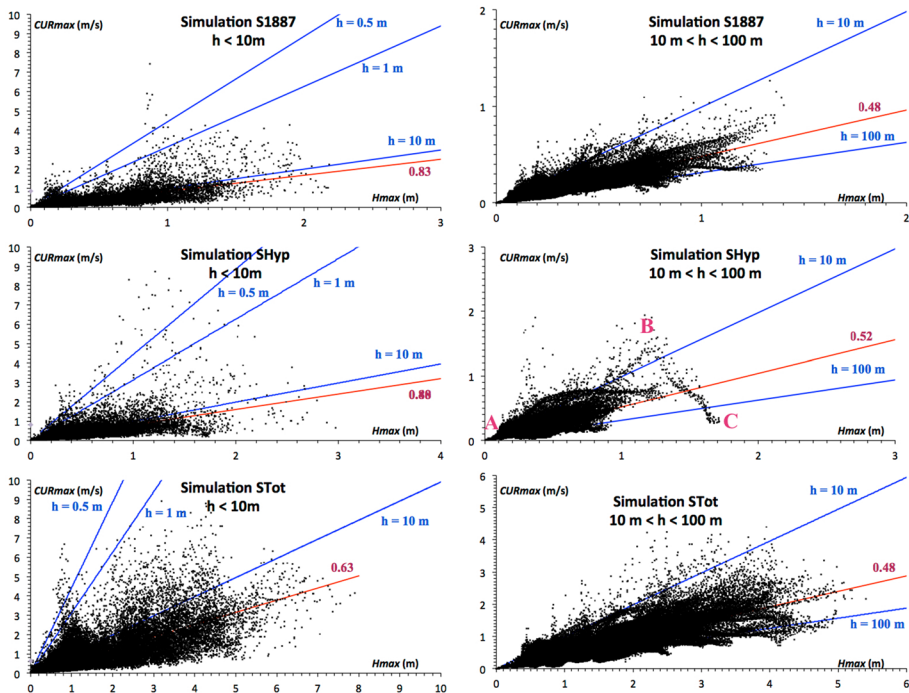 10
CURmax (m/s)
Simulation S1887
h < 10m
h = 0.5 m
9
8
7
h = 1 m
6
5
4
3
h = 10 m
2
0.83
1
Hmax (m)
0
0 1 2 3
2
CURmax (m/s)
Simulation S1887
10 m < h < 100 m
h = 10 m
1
0.48
h = 100 m
Hmax (m)
0
0 1 2
10
CURmax (m/s)
Simulation SHyp
h < 10m
9
8
h = 0.5 m
h = 1 m
7
6
5
4
h = 10 m
3
2
1
Hmax (m)
0
0 1 2 3 4
3
CURmax (m/s)
Simulation SHyp
10 m < h < 100 m
h = 10 m
2
B
0.52
1
h = 100 m
A
C
Hmax (m)
0
0 1 2 3
10
CURmax (m/s)
Simulation STot
h < 10m
9
h = 0.5 m
h = 1 m
8
h = 10 m
7
6
0.63
5
4
3
2
1
Hmax (m)
0
0 1 2 3 4 5 6 7 8 9 10
6
CURmax (m/s)
Simulation STot
10 m < h < 100 m
h = 10 m
5
4
3
0.48
2
h = 100 m
1
Hmax (m)
0
0 1 2 3 4 5 6